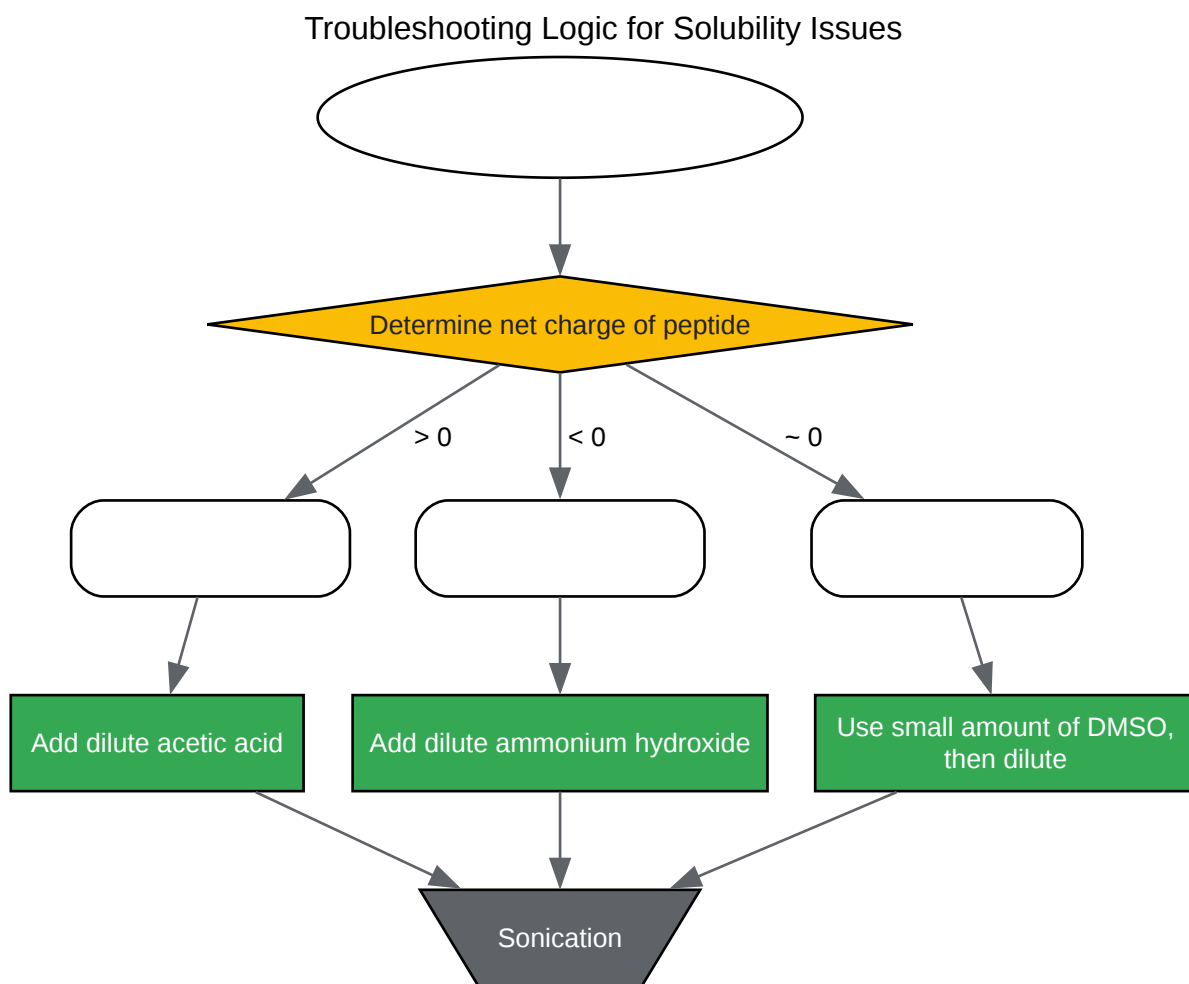 Troubleshooting Logic for Solubility Issues
Determine net charge of peptide
> 0
< 0
~ 0
Add dilute acetic acid
Add dilute ammonium hydroxide
Use small amount of DMSO,
then dilute
Sonication